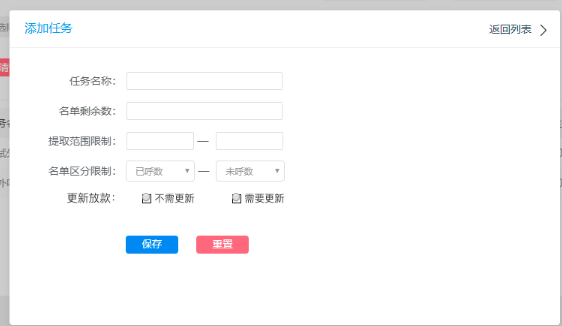 添加任务
返回列表
任务名称：
名单剩余数：
提取范围限制： —
名单区分限制： 已呼数 — 未呼数
更新放款： 不需更新 需要更新
保存 重置